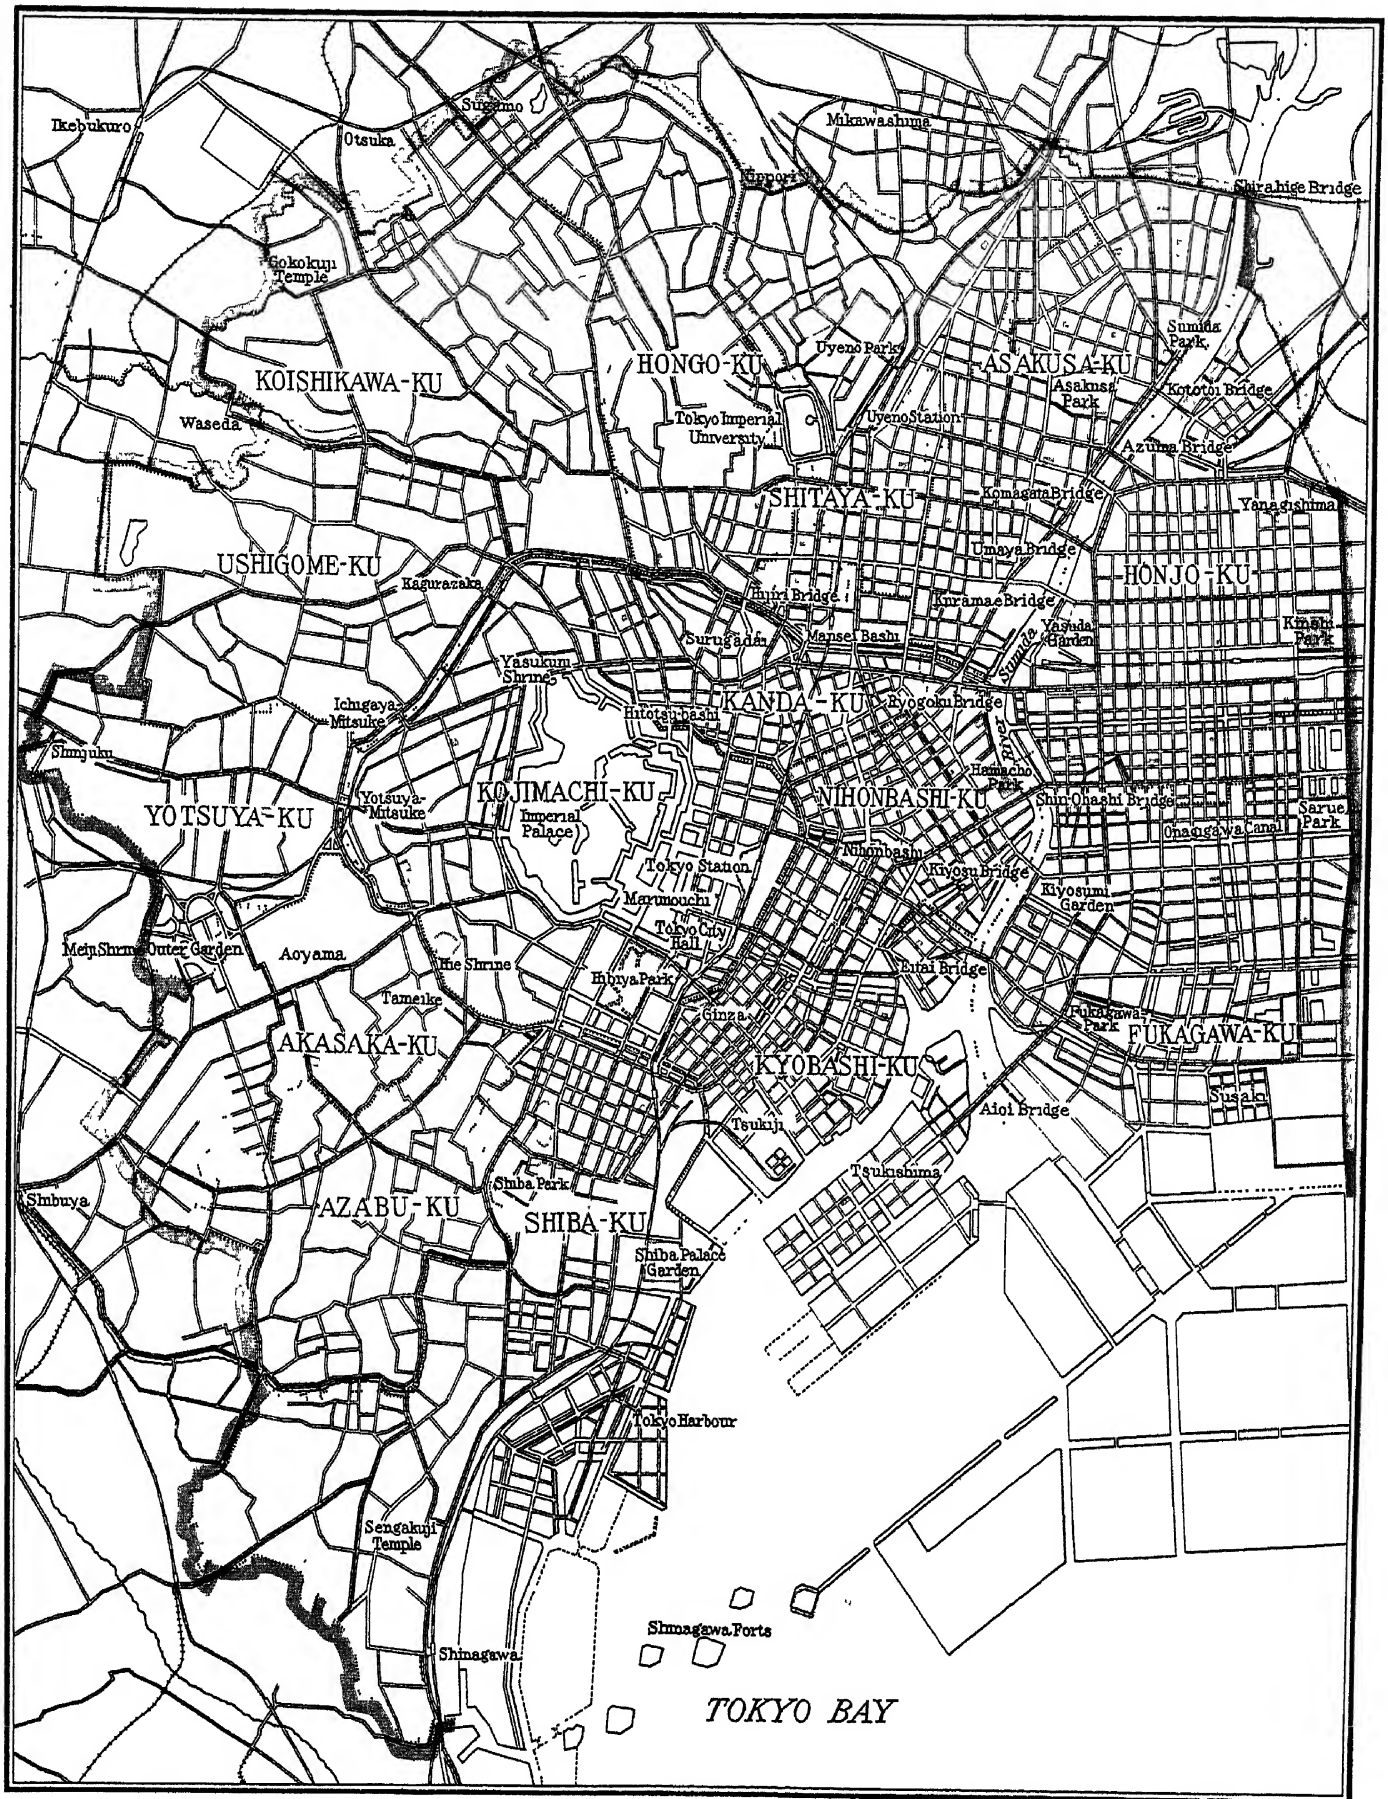 Sugamo
Ikebukuro
Otsuka
Mikawashima
Nippori
Shirahige Bridge
Gokokuji
Temple
Sumida
Park
Uyeno Park
HONGO-KU
ASAKUSA-KU
KOISHIKAWA-KU
Asakusa
Park
Kototoi Bridge
Waseda
Tokyo Imperial
University
Uyeno Station
Azuma Bridge
SHITAYA-KU
Komagata Bridge
Yanagishima
Umaya Bridge
USHIGOME-KU
HONJO-KU
Kagurazaka
Hijiri Bridge
Kuramae Bridge
Surugadai
Mansei Bashi
Yasuda
Garden
Kinshi
Park
Sumida
River
Yasukuni
Shrine
Ichigaya-
Mitsuke
Hitotsubashi
KANDA-KU
Ryogoku Bridge
Shinjuku
Hamacho
Park
YOTSUYA-KU
Yotsuya-
Mitsuke
KOJIMACHI-KU
Imperial
Palace
NIHONBASHI-KU
Shin Ohashi Bridge
Sarue
Park
Onagigawa Canal
Nihonbashi
Tokyo Station
Kiyosu Bridge
Marunouchi
Kiyosumi
Garden
Tokyo City
Hall
Meiji Shrine Outer Garden
Aoyama
Hie Shrine
Hibiya Park
Eitai Bridge
Tameike
Ginza
Fukagawa
Park
FUKAGAWA-KU
AKASAKA-KU
KYOBASHI-KU
Susaki
Aioi Bridge
Tsukiji
Tsukishima
Shiba Park
Shibuya
AZABU-KU
SHIBA-KU
Shiba Palace
Garden
Tokyo Harbour
Sengakuji
Temple
Shinagawa Forts
Shinagawa
TOKYO BAY